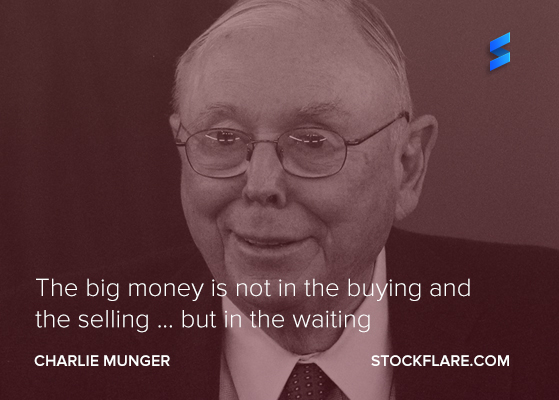 The big money is not in the buying and
the selling ... but in the waiting
CHARLIE MUNGER
STOCKFLARE.COM